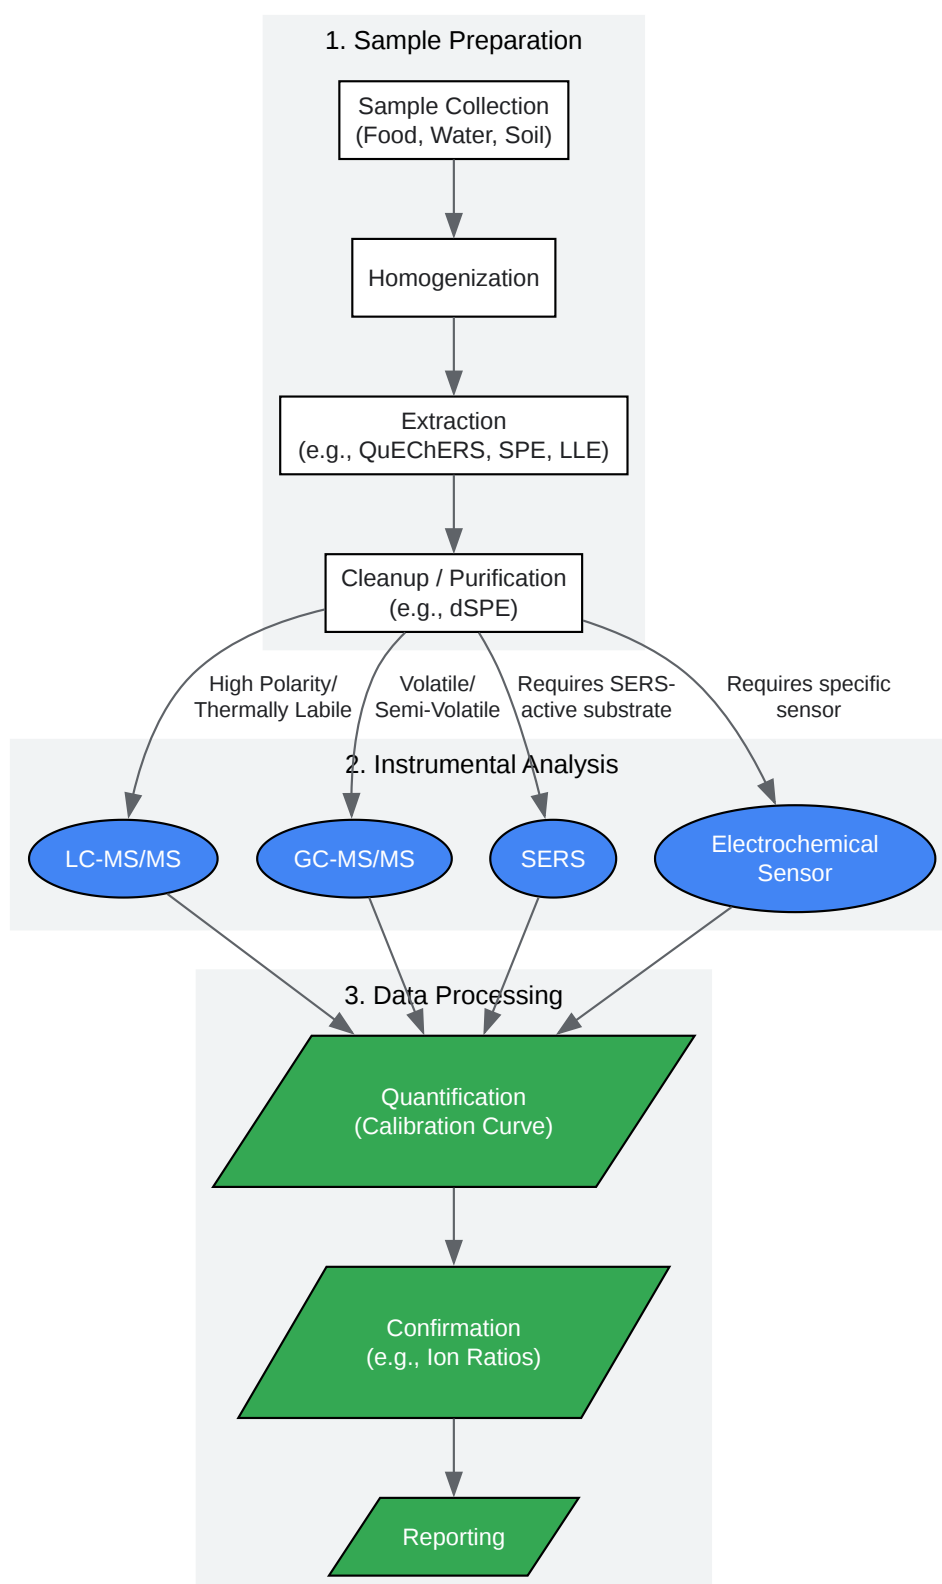 1. Sample Preparation
Sample Collection
(Food, Water, Soil)
Homogenization
Extraction
(e.g., QuEChERS, SPE, LLE)
Cleanup / Purification
(e.g., dSPE)
High Polarity/
Thermally Labile
Volatile/
Semi-Volatile
Requires SERS-
active substrate
Requires specific
sensor
2. Instrumental Analysis
LC-MS/MS
GC-MS/MS
SERS
Electrochemical
Sensor
3. Data Processing
Quantification
(Calibration Curve)
Confirmation
(e.g., Ion Ratios)
Reporting